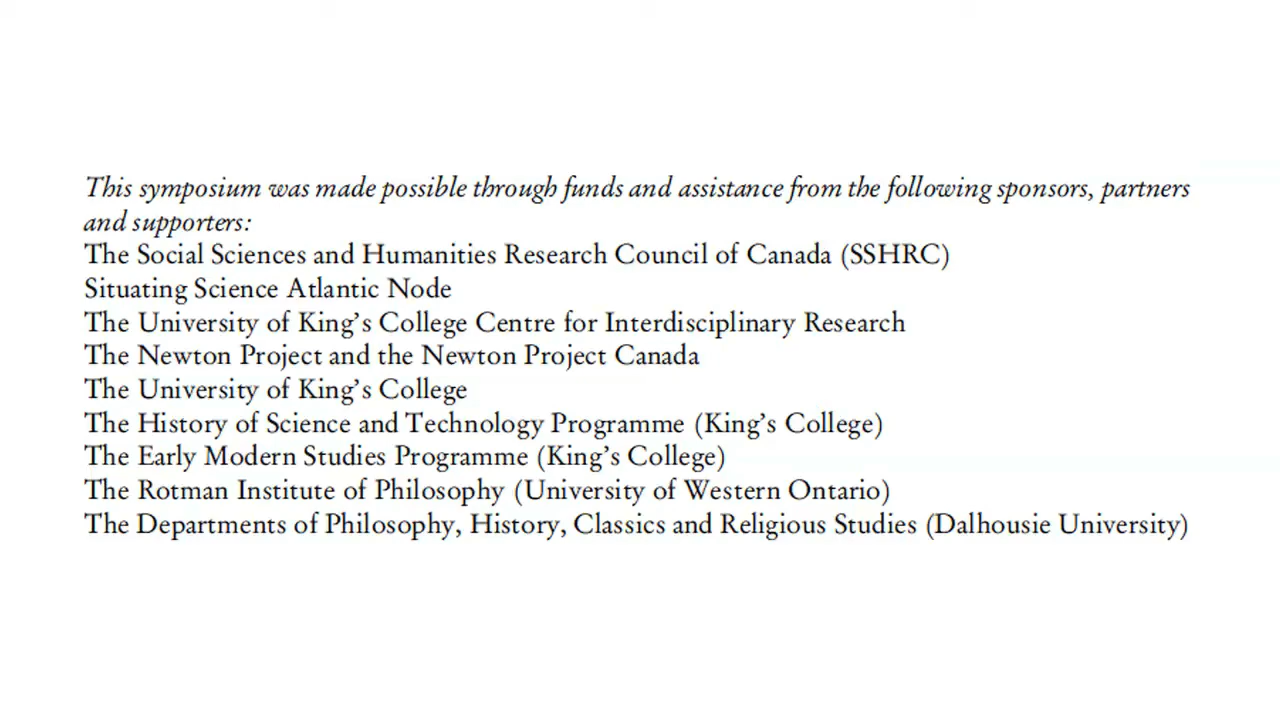 This symposium was made possible through funds and assistance from the following sponsors, partners
and supporters:
The Social Sciences and Humanities Research Council of Canada (SSHRC)
Situating Science Atlantic Node
The University of King’s College Centre for Interdisciplinary Research
The Newton Project and the Newton Project Canada
The University of King’s College
The History of Science and Technology Programme (King’s College)
The Early Modern Studies Programme (King’s College)
The Rotman Institute of Philosophy (University of Western Ontario)
The Departments of Philosophy, History, Classics and Religious Studies (Dalhousie University)